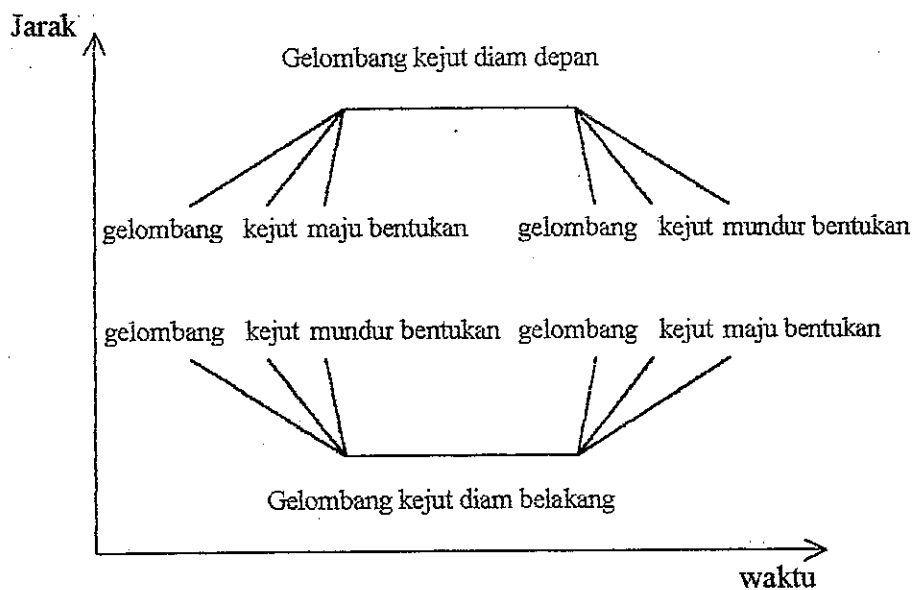 Jarak
Gelombang kejut diam depan
gelombang kejut maju bentukan gelombang kejut mundur bentukan
gelombang kejut mundur bentukan gelombang kejut maju bentukan
Gelombang kejut diam belakang
waktu